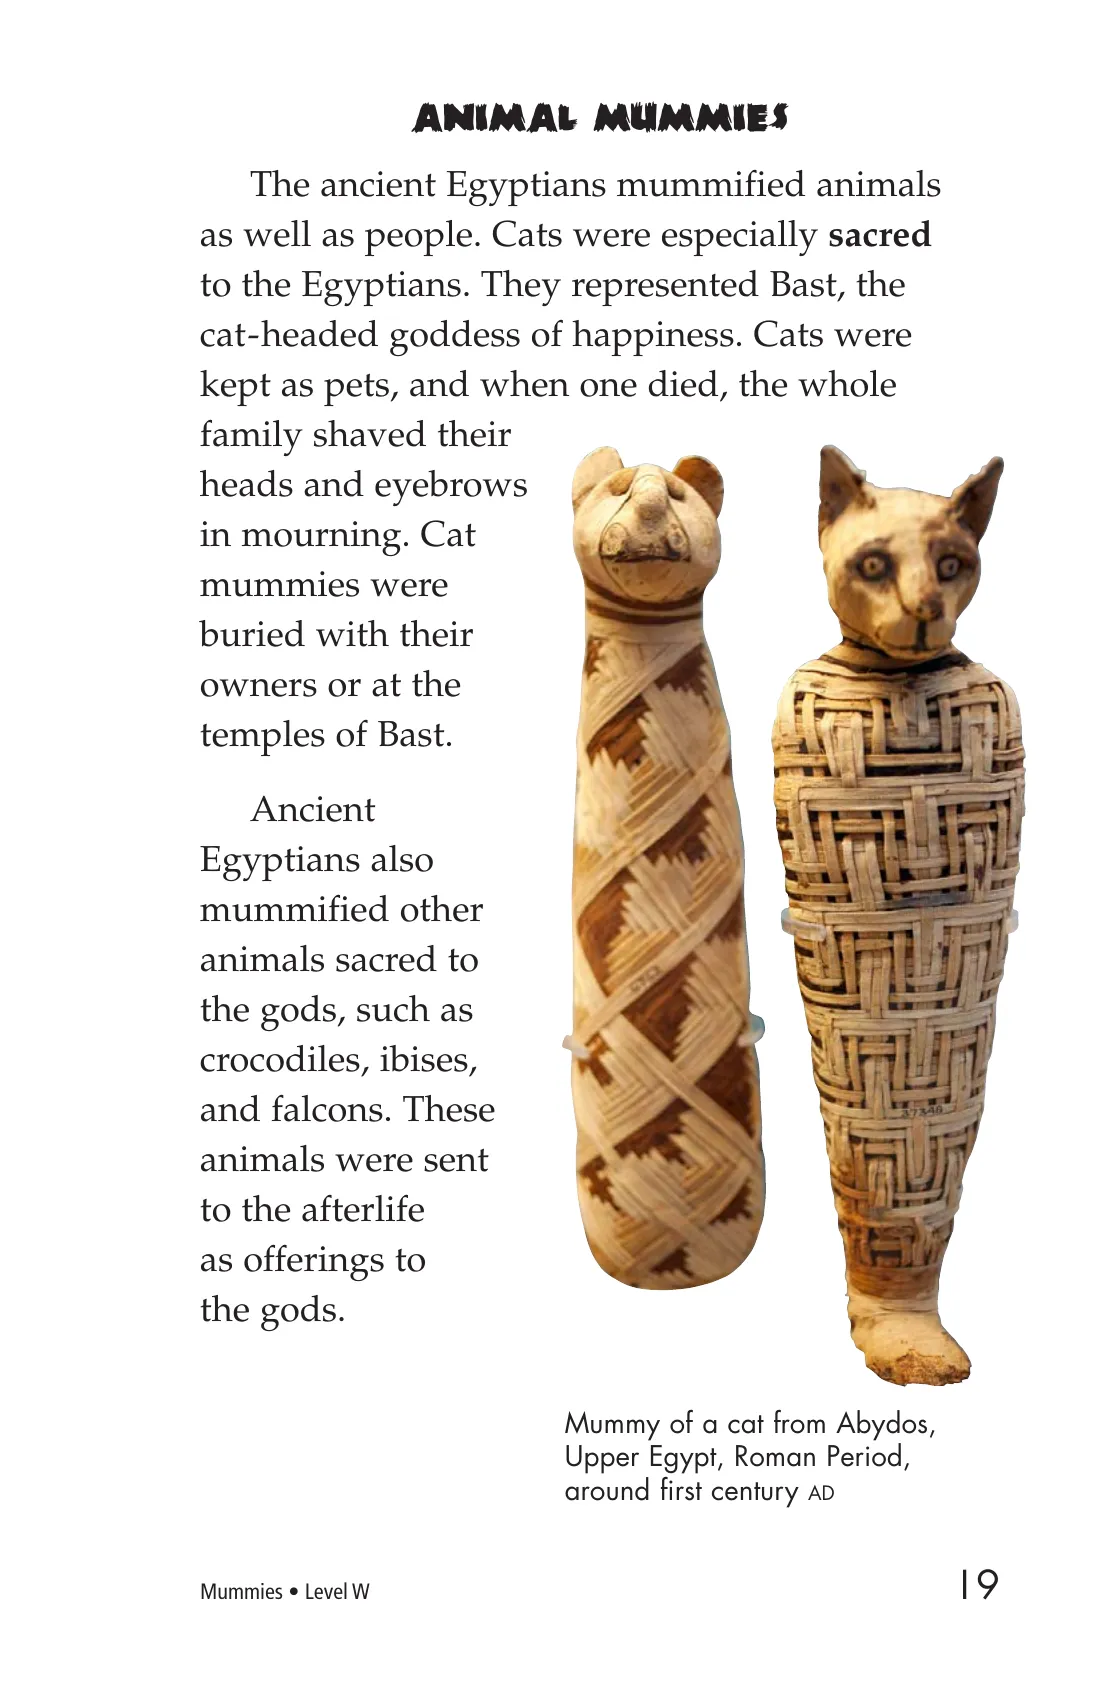 ANIMAL MUMMIES
The ancient Egyptians mummified animals
as well as people. Cats were especially sacred
to the Egyptians. They represented Bast, the
cat-headed goddess of happiness. Cats were
kept as pets, and when one died, the whole
family shaved their
heads and eyebrows
in mourning. Cat
mummies were
buried with their
owners or at the
temples of Bast.
Ancient
Egyptians also
mummified other
animals sacred to
the gods, such as
crocodiles, ibises,
and falcons. These
animals were sent
to the afterlife
as offerings to
the gods.
37348
Mummy of a cat from Abydos,
Upper Egypt, Roman Period,
around first century AD
Mummies • Level W
19